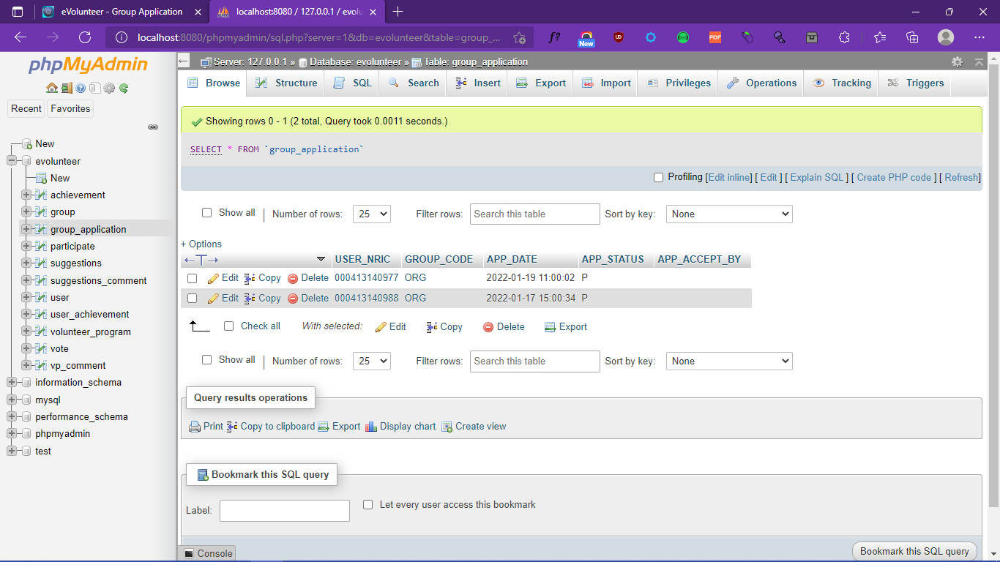 eVolunteer - Group Application
localhost:8080 / 127.0.0.1 / evolu
localhost:8080/phpmyadmin/sql.php?server=1&db=evolunteer&table=group_...
f?
New
UD
PDF
phpMyAdmin
Recent
Favorites
New
evolunteer
New
achievement
group
group_application
participate
suggestions
suggestions_comment
user
user_achievement
volunteer_program
vote
vp_comment
information_schema
mysql
performance_schema
phpmyadmin
test
Server: 127.0.0.1 » Database: evolunteer » Table: group_application
Browse Structure SQL Search Insert Export Import Privileges Operations Tracking Triggers
Showing rows 0 - 1 (2 total, Query took 0.0011 seconds.)
SELECT * FROM `group_application`
Profiling [Edit inline] [ Edit ] [ Explain SQL ] [ Create PHP code ] [ Refresh]
Show all | Number of rows: 25 Filter rows: Search this table Sort by key: None
+ Options
USER_NRIC GROUP_CODE APP_DATE APP_STATUS APP_ACCEPT_BY
Edit Copy Delete 000413140977 ORG 2022-01-19 11:00:02 P
Edit Copy Delete 000413140988 ORG 2022-01-17 15:00:34 P
Check all With selected: Edit Copy Delete Export
Show all | Number of rows: 25 Filter rows: Search this table Sort by key: None
Query results operations
Print Copy to clipboard Export Display chart Create view
Bookmark this SQL query
Label: Let every user access this bookmark
Console
Bookmark this SQL query